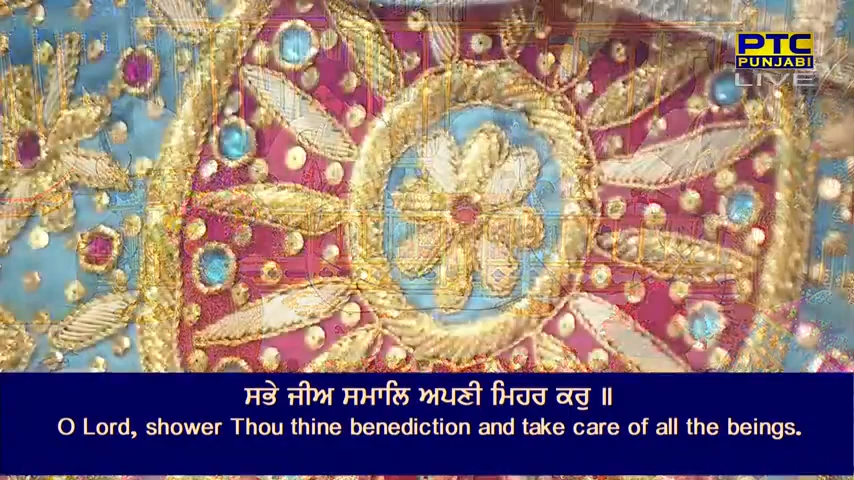 PTC
PUNJABI
LIVE
ਸਭੇ ਜੀਅ ਸਮਾਲਿ ਅਪਣੀ ਮਿਹਰ ਕਰੁ ॥
O Lord, shower Thou thine benediction and take care of all the beings.